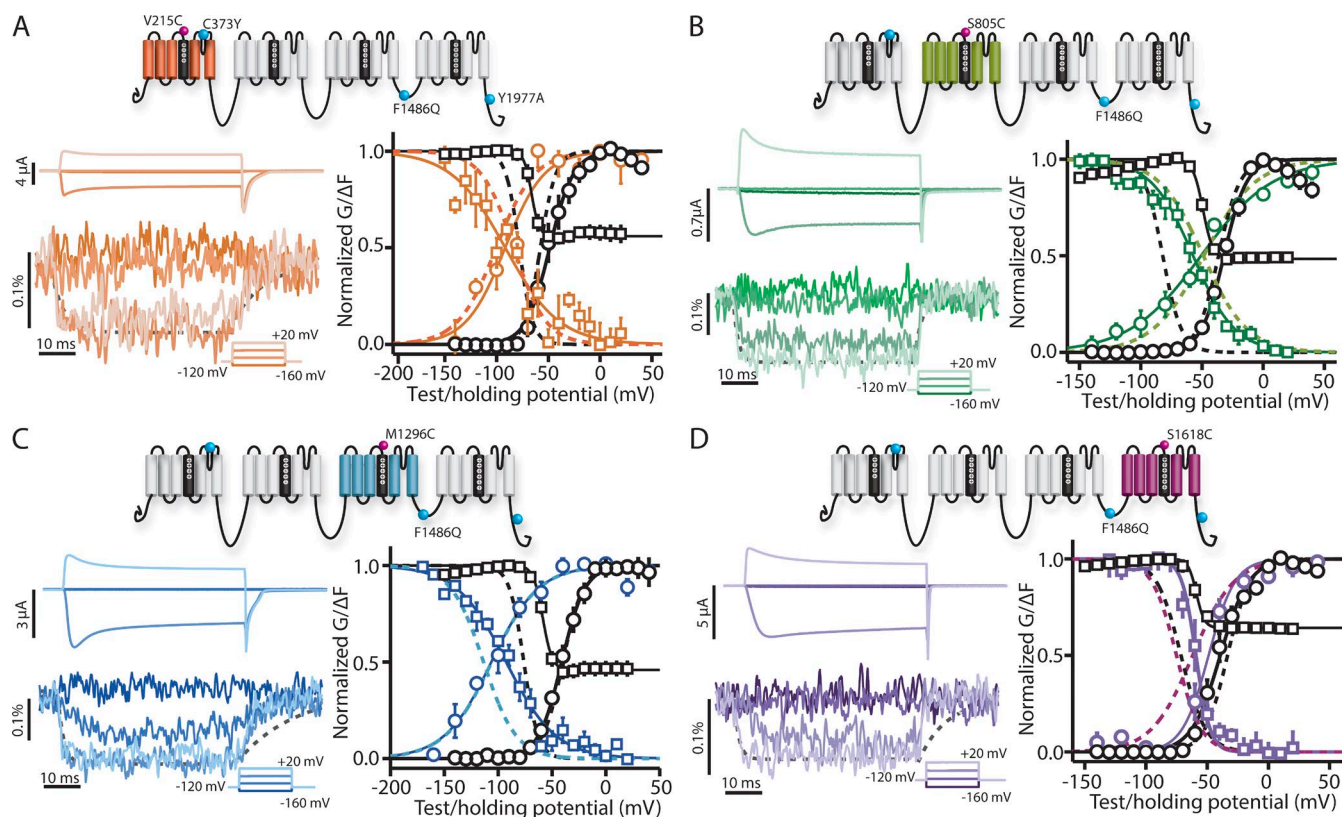 A
V215C
C373Y
F1486Q
Y1977A
4 µA
0.1%
10 ms
+20 mV
-120 mV
-160 mV
Normalized G/ΔF
1.0
0.5
0.0
-200 -150 -100 -50 0 50
Test/holding potential (mV)
B
S805C
F1486Q
0.7µA
0.1%
10 ms
+20 mV
-120 mV
-160 mV
Normalized G/ΔF
1.0
0.5
0.0
-150 -100 -50 0 50
Test/holding potential (mV)
C
M1296C
F1486Q
3 µA
0.1%
10 ms
+20 mV
-120 mV
-160 mV
Normalized G/ΔF
1.0
0.5
0.0
-200 -150 -100 -50 0 50
Test/holding potential (mV)
D
S1618C
F1486Q
5 µA
0.1%
10 ms
+20 mV
-120 mV
-160 mV
Normalized G/ΔF
1.0
0.5
0.0
-150 -100 -50 0 50
Test/holding potential (mV)